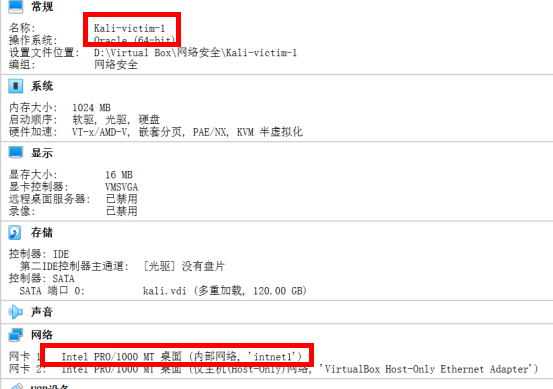 常规
名称: Kali-victim-1
操作系统: Oracle (64-bit)
设置文件位置: D:\Virtual Box\网络安全\Kali-victim-1
编组: 网络安全
系统
内存大小: 1024 MB
启动顺序: 软驱, 光驱, 硬盘
硬件加速: VT-x/AMD-V, 嵌套分页, PAE/NX, KVM 半虚拟化
显示
显存大小: 16 MB
显卡控制器: VMSVGA
远程桌面服务器: 已禁用
录像: 已禁用
存储
控制器: IDE
第二IDE控制器主通道: [光驱] 没有盘片
控制器: SATA
SATA 端口 0: kali.vdi (多重加载, 120.00 GB)
声音
网络
网卡 1: Intel PRO/1000 MT 桌面 (内部网络, 'intnet1')
网卡 2: Intel PRO/1000 MT 桌面 (仅主机(Host-Only)网络, 'VirtualBox Host-Only Ethernet Adapter')